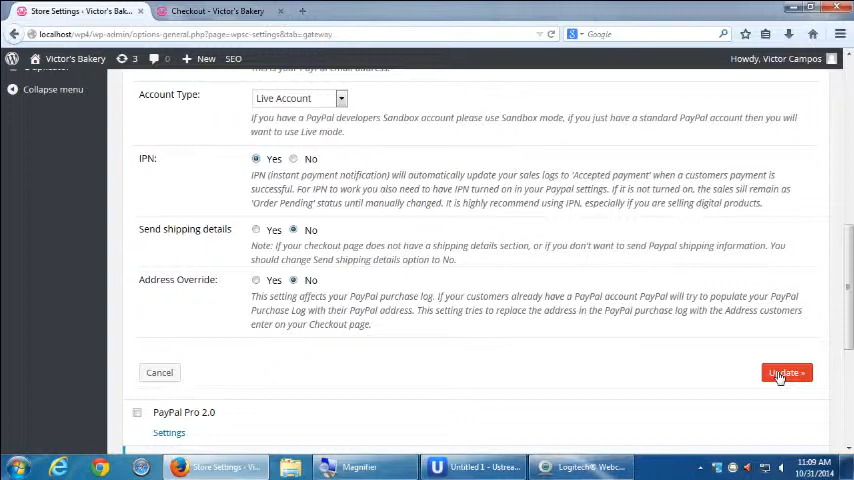 Store Settings ‹ Victor's Bak...
Checkout - Victor's Bakery
localhost/wp4/wp-admin/options-general.php?page=wpsc-settings&tab=gateway
Google
Victor's Bakery 3 0 New SEO
Howdy, Victor Campos
Collapse menu
This is your PayPal email address.
Account Type:
Live Account
If you have a PayPal developers Sandbox account please use Sandbox mode, if you just have a standard PayPal account then you will
want to use Live mode.
IPN:
Yes No
IPN (instant payment notification) will automatically update your sales logs to 'Accepted payment' when a customers payment is
successful. For IPN to work you also need to have IPN turned on in your Paypal settings. If it is not turned on, the sales sill remain as
'Order Pending' status until manually changed. It is highly recommend using IPN, especially if you are selling digital products.
Send shipping details
Yes No
Note: If your checkout page does not have a shipping details section, or if you don't want to send Paypal shipping information. You
should change Send shipping details option to No.
Address Override:
Yes No
This setting affects your PayPal purchase log. If your customers already have a PayPal account PayPal will try to populate your PayPal
Purchase Log with their PayPal address. This setting tries to replace the address in the PayPal purchase log with the Address customers
enter on your Checkout page.
Cancel
Update »
PayPal Pro 2.0
Settings
Store Settings ‹ Vi...
Magnifier
Untitled 1 - Ustrea...
Logitech® Webc...
11:09 AM
10/31/2014